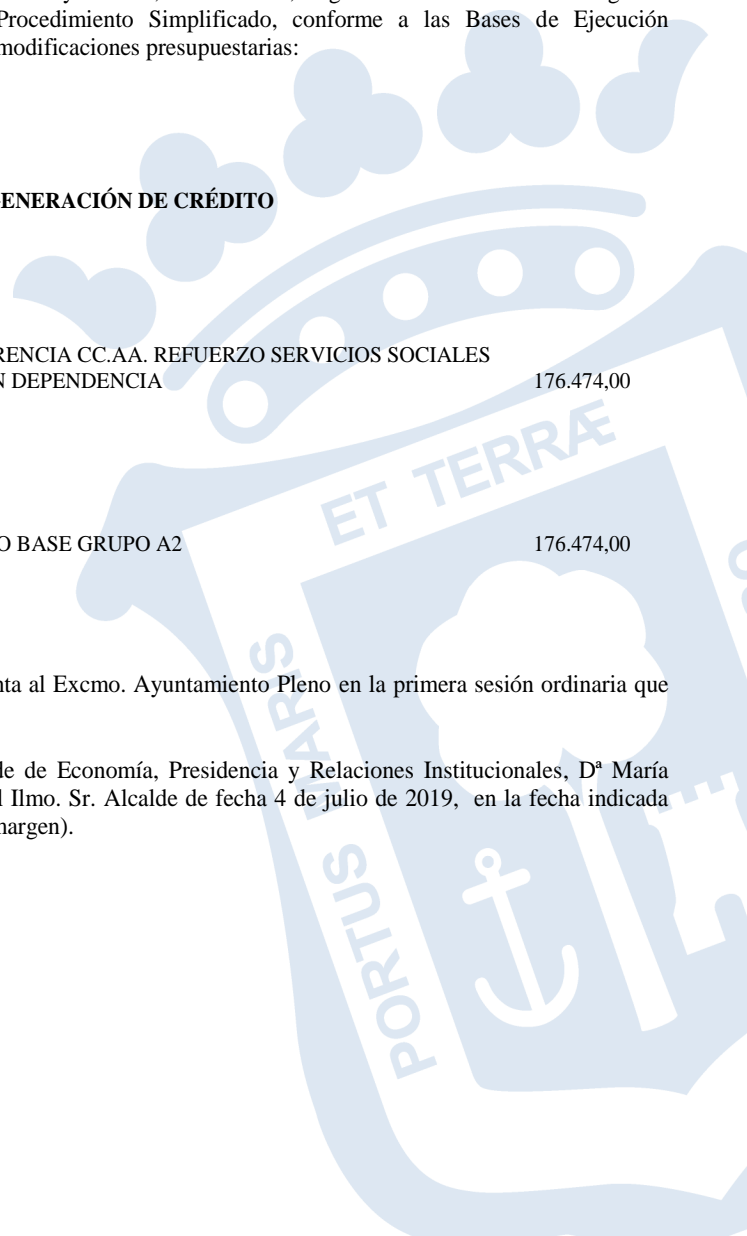 Procedimiento Simplificado, conforme a las Bases de Ejecución
modificaciones presupuestarias:
GENERACIÓN DE CRÉDITO
RENCIA CC.AA. REFUERZO SERVICIOS SOCIALES
N DEPENDENCIA 176.474,00
O BASE GRUPO A2 176.474,00
nta al Excmo. Ayuntamiento Pleno en la primera sesión ordinaria que
de de Economía, Presidencia y Relaciones Institucionales, Dª María
l Ilmo. Sr. Alcalde de fecha 4 de julio de 2019, en la fecha indicada
margen).
ET TERRÆ
PORTUS MARIS